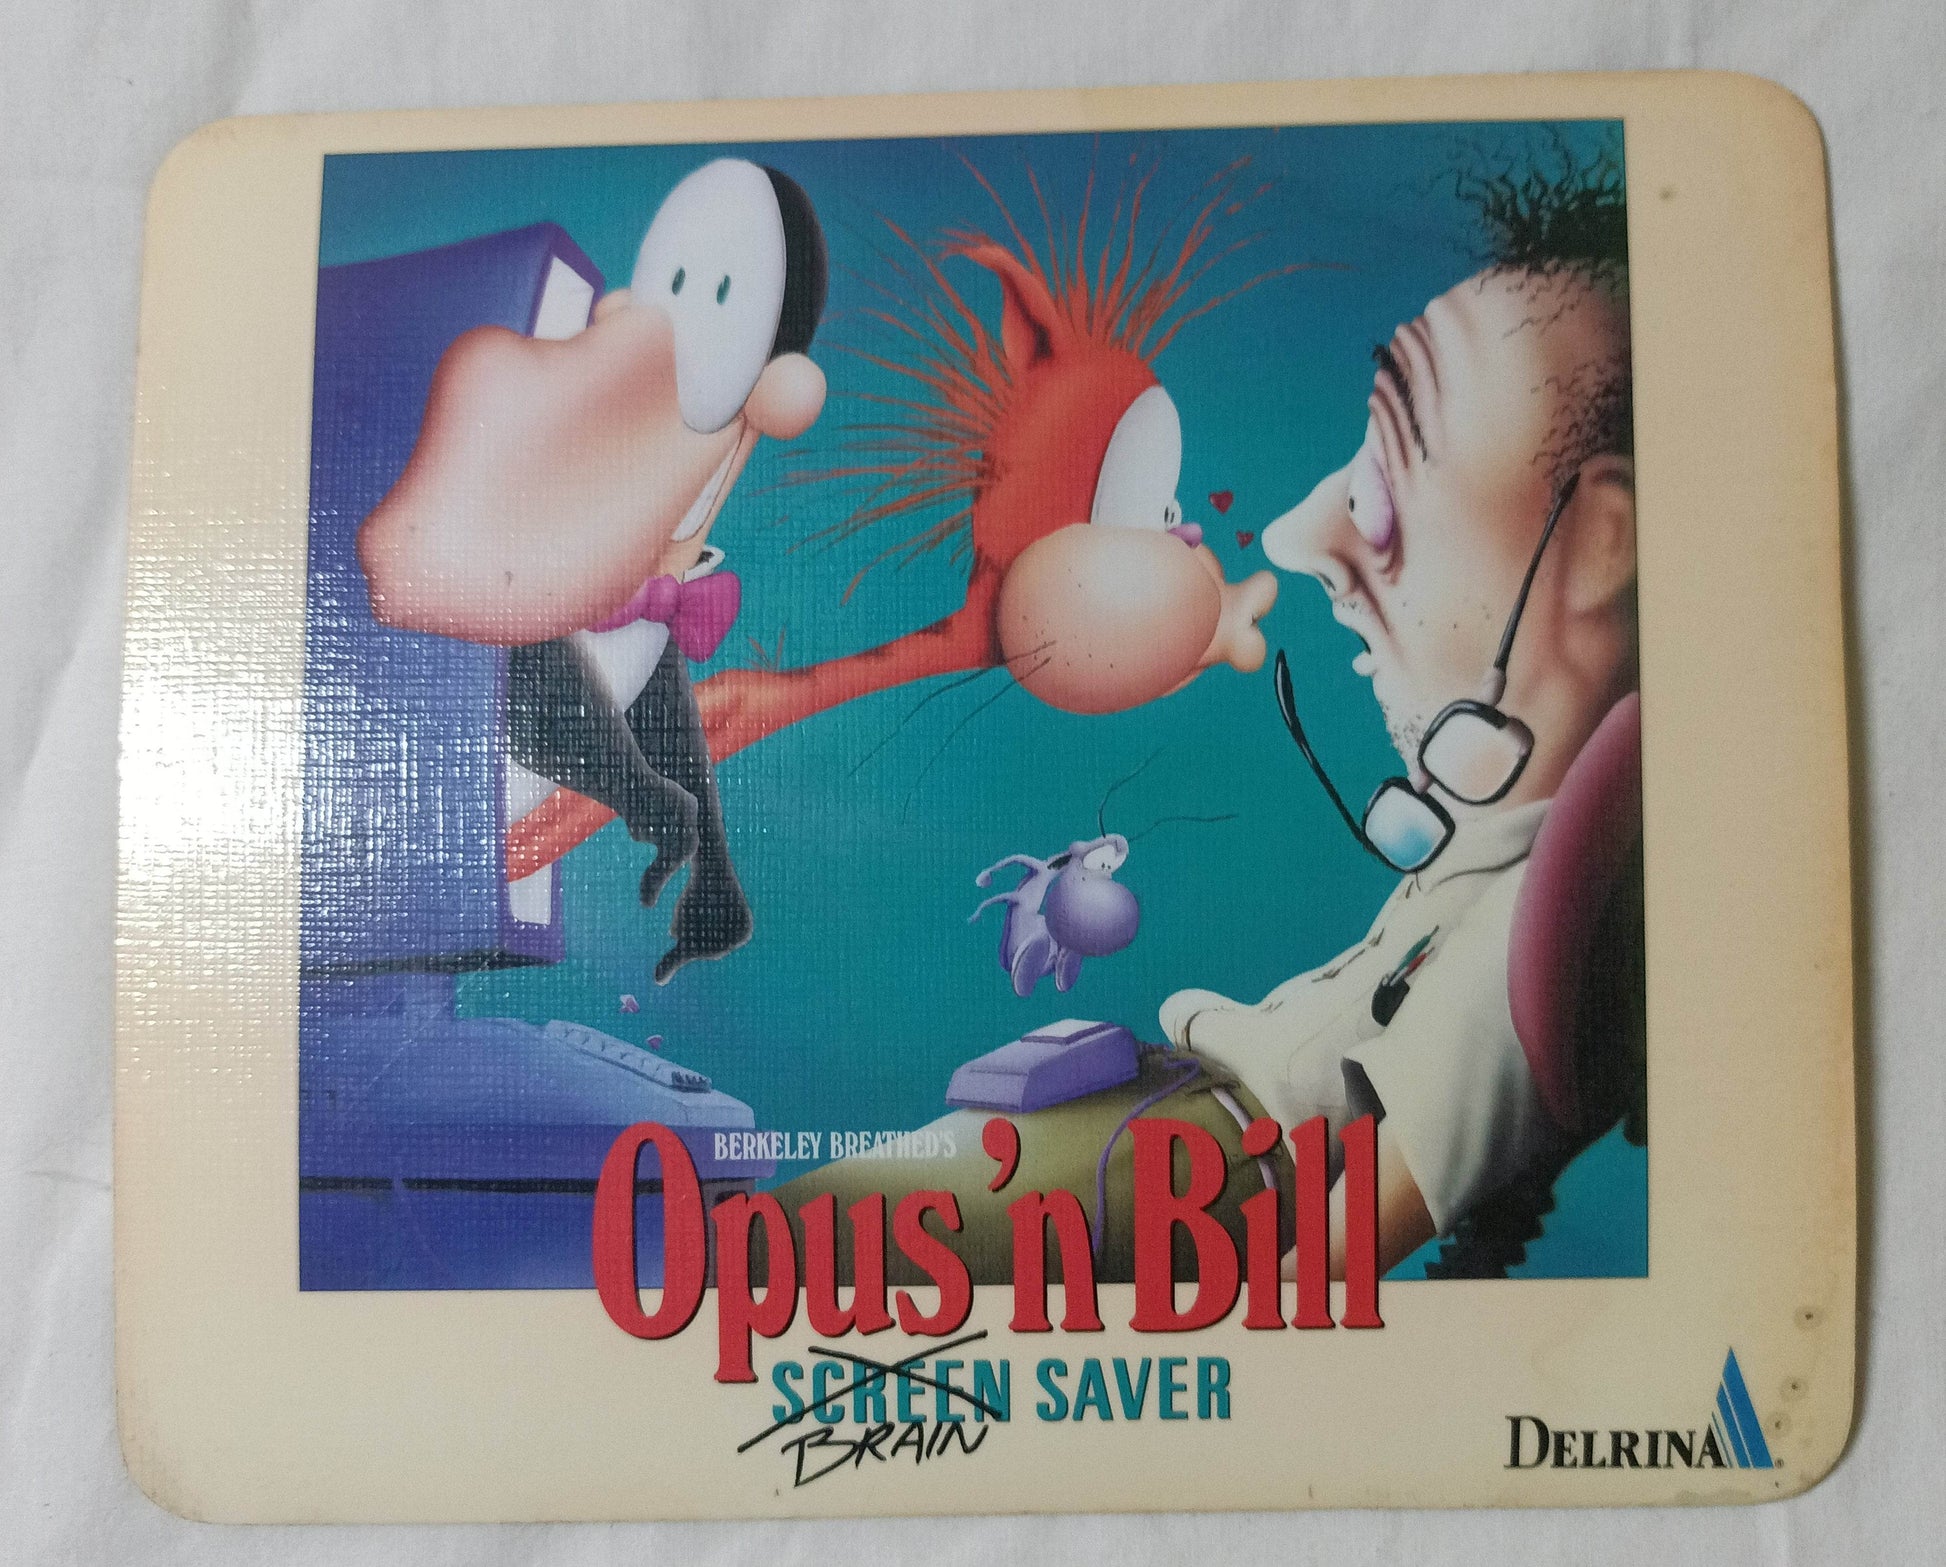 BERKELEY BREATHED'S
Opus 'n Bill
SCREEN SAVER
BRAIN
DELRINA